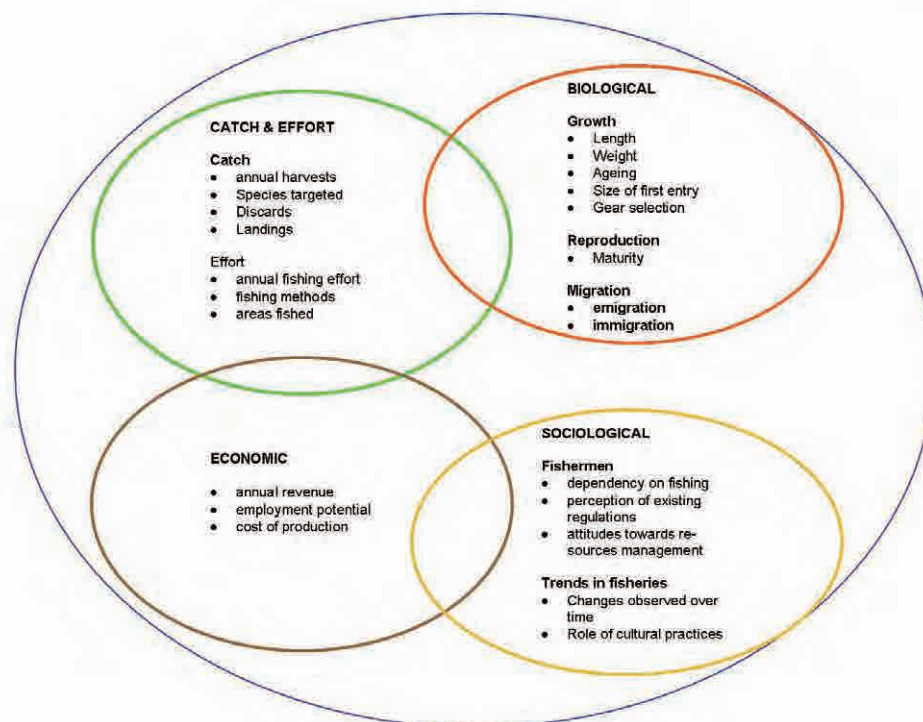 CATCH & EFFORT
Catch
● annual harvests
● Species targeted
● Discards
● Landings
Effort
● annual fishing effort
● fishing methods
● areas fished
BIOLOGICAL
Growth
● Length
● Weight
● Ageing
● Size of first entry
● Gear selection
Reproduction
● Maturity
Migration
● emigration
● immigration
ECONOMIC
● annual revenue
● employment potential
● cost of production
SOCIOLOGICAL
Fishermen
● dependency on fishing
● perception of existing
regulations
● attitudes towards re-
sources management
Trends in fisheries
● Changes observed over
time
● Role of cultural practices